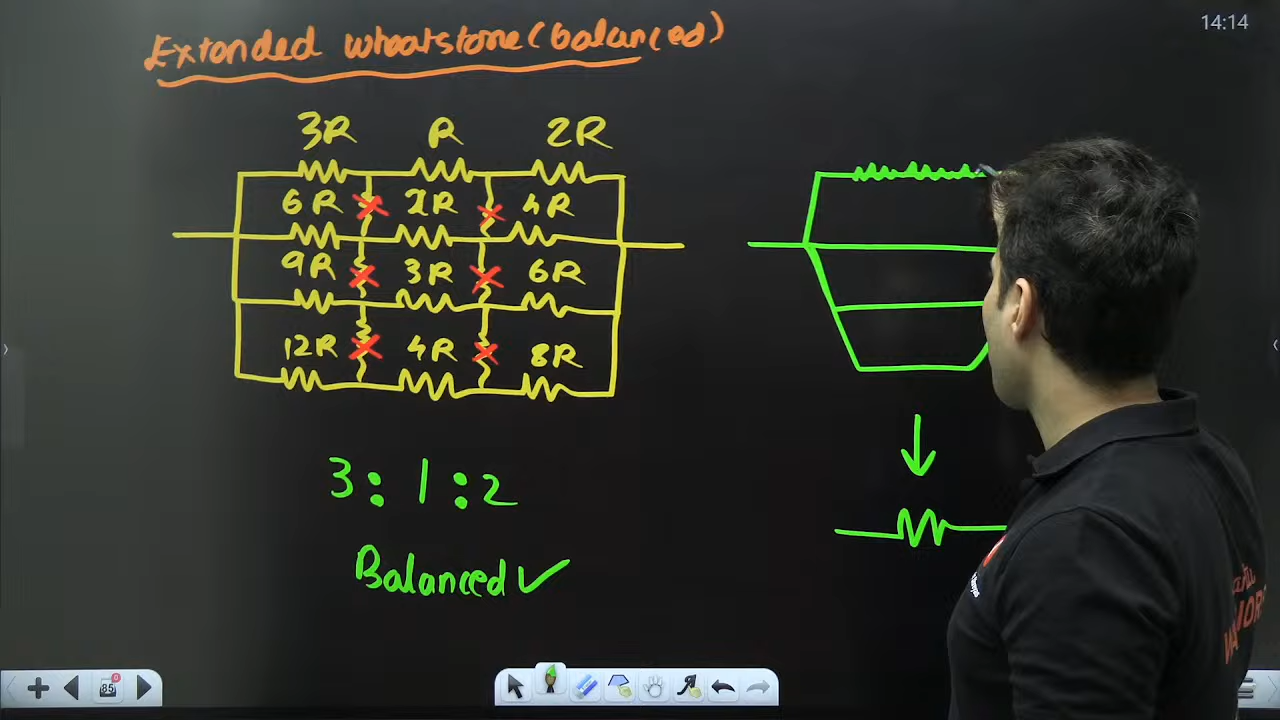 14:14
Extended wheatstone (balanced)
3R R 2R
6R 2R 4R
9R 3R 6R
12R 4R 8R
3 : 1 : 2
Balanced ✓
85
0